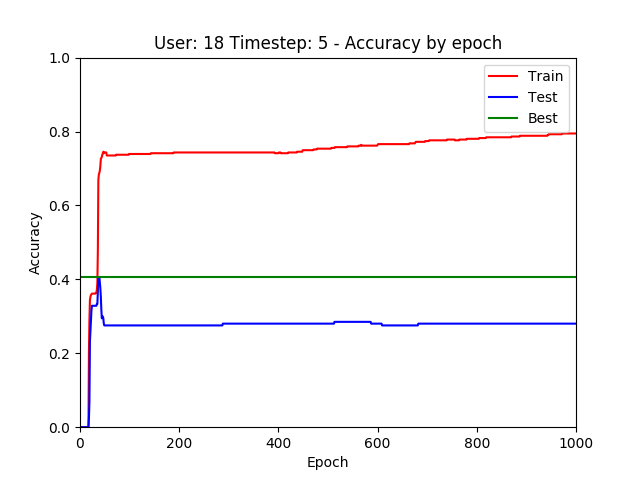 User: 18 Timestep: 5 - Accuracy by epoch
1.0
0.8
0.6
0.4
0.2
0.0
Accuracy
Train
Test
Best
0 200 400 600 800 1000
Epoch